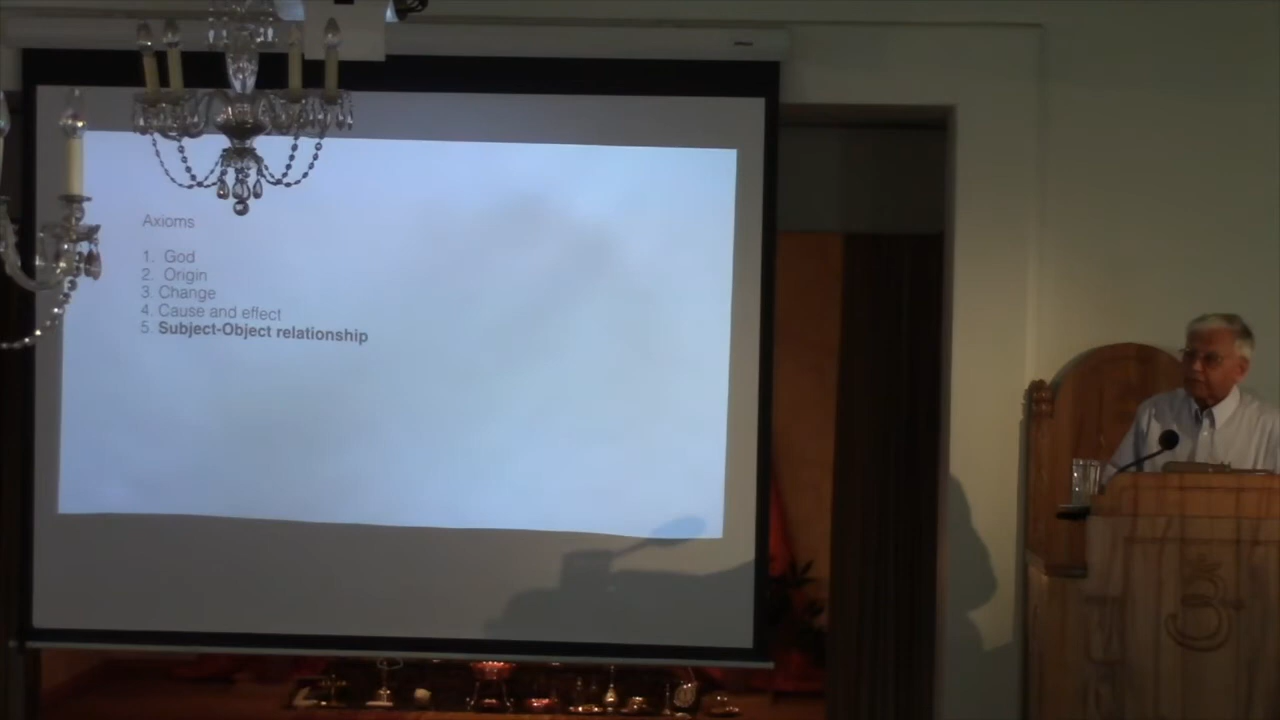 Axioms
1. God
2. Origin
3. Change
4. Cause and effect
5. Subject-Object relationship
ॐ